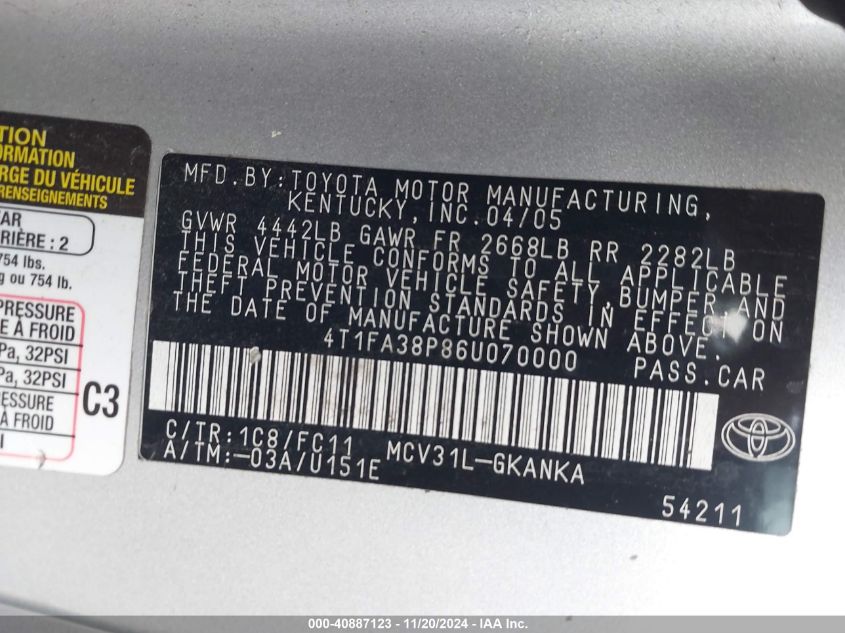 TION
FORMATION
ARGE DU VÉHICULE
RENSEIGNEMENTS
AR
RIÈRE : 2
754 lbs.
g ou 754 lb.
PRESSURE
E À FROID
Pa, 32PSI
Pa, 32PSI
ESSURE
À FROID
I
C3
MFD.BY:TOYOTA MOTOR MANUFACTURING,
KENTUCKY,INC.04/05
GVWR 4442LB GAWR FR 2668LB RR 2282LB
THIS VEHICLE CONFORMS TO ALL APPLICABLE
FEDERAL MOTOR VEHICLE SAFETY,BUMPER,AND
THEFT PREVENTION STANDARDS IN EFFECT ON
THE DATE OF MANUFACTURE SHOWN ABOVE.
4T1FA38P86U070000 PASS.CAR
C/TR:1C8/FC11 MCV31L-GKANKA
A/TM:-03A/U151E
54211
000-40887123 - 11/20/2024 - IAA Inc.